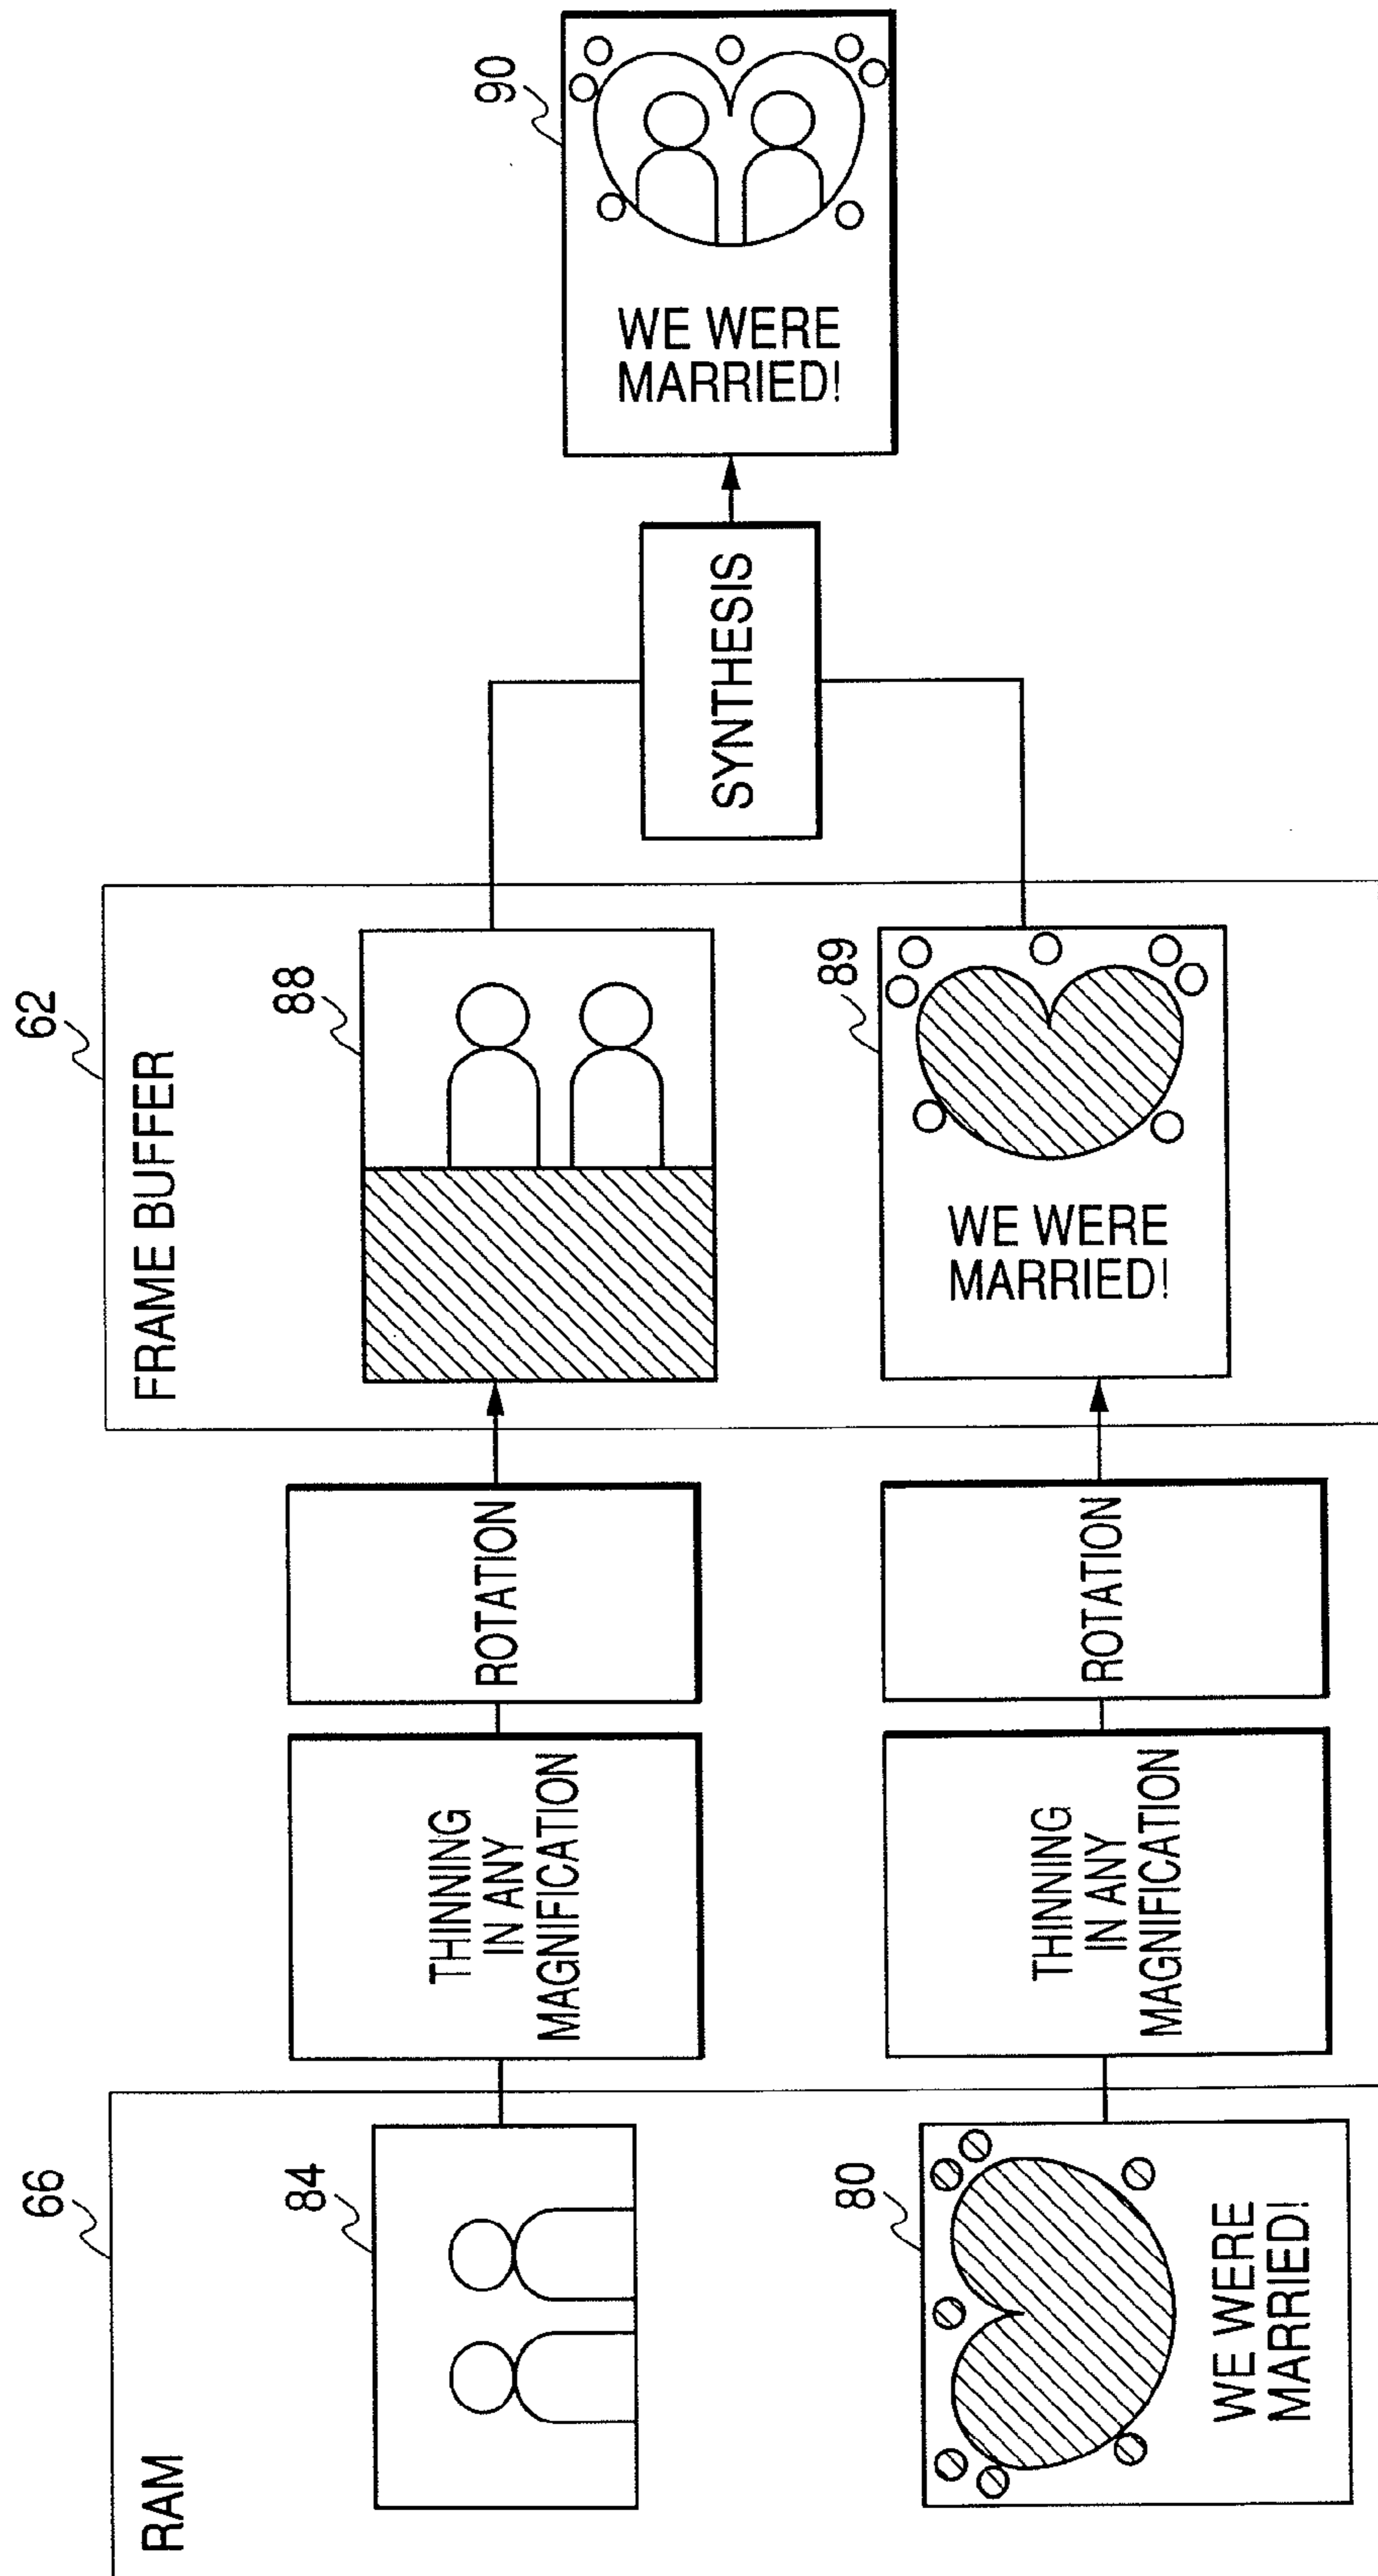 66
RAM
84
80
WE WERE
MARRIED!
THINNING
IN ANY
MAGNIFICATION
ROTATION
THINNING
IN ANY
MAGNIFICATION
ROTATION
62
FRAME BUFFER
88
89
WE WERE
MARRIED!
SYNTHESIS
90
WE WERE
MARRIED!